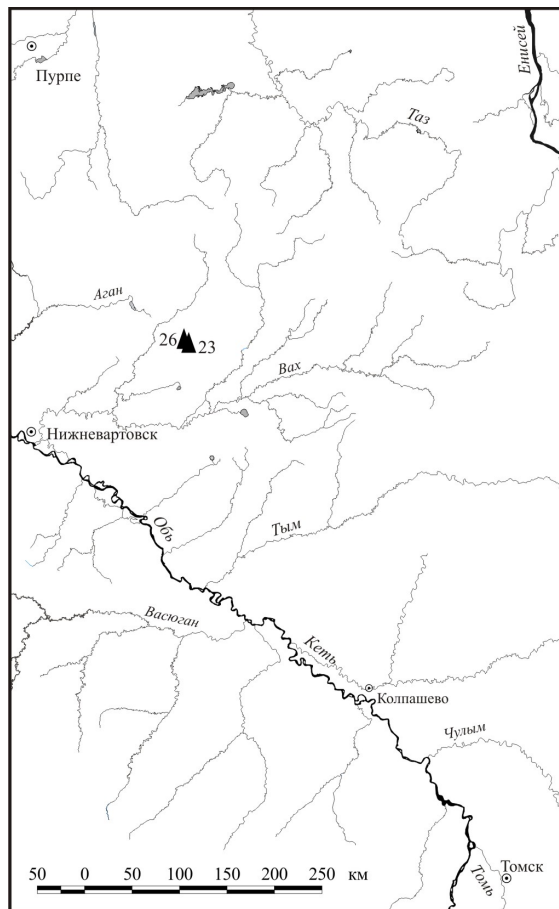 Енисей
Пурпе
Таз
Аган
26 23
Вах
Нижневартовск
Обь
Тым
Васюган
Кеть
Колпашево
Чулым
50 0 50 100 150 200 250 км
Томск
Томь